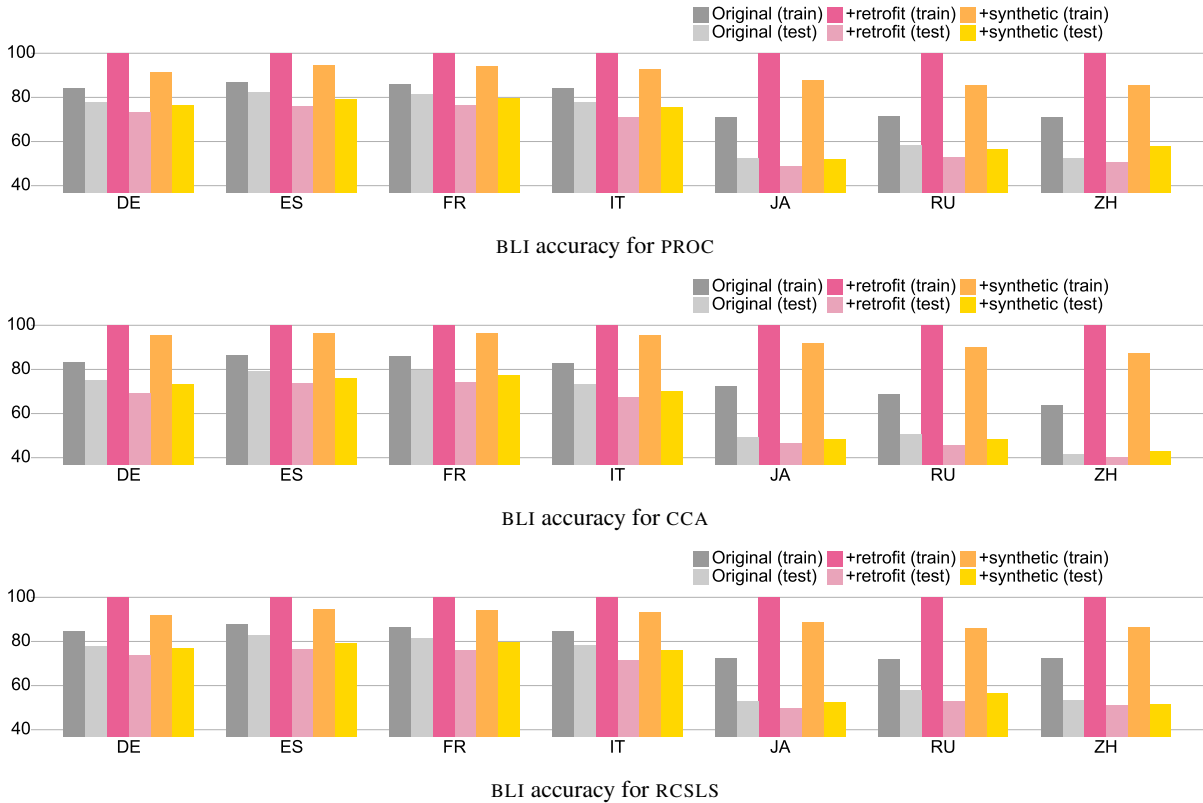 Original (train) +retrofit (train) +synthetic (train)
Original (test) +retrofit (test) +synthetic (test)
100
80
60
40
DE ES FR IT JA RU ZH
BLI accuracy for PROC
Original (train) +retrofit (train) +synthetic (train)
Original (test) +retrofit (test) +synthetic (test)
100
80
60
40
DE ES FR IT JA RU ZH
BLI accuracy for CCA
Original (train) +retrofit (train) +synthetic (train)
Original (test) +retrofit (test) +synthetic (test)
100
80
60
40
DE ES FR IT JA RU ZH
BLI accuracy for RCSLS